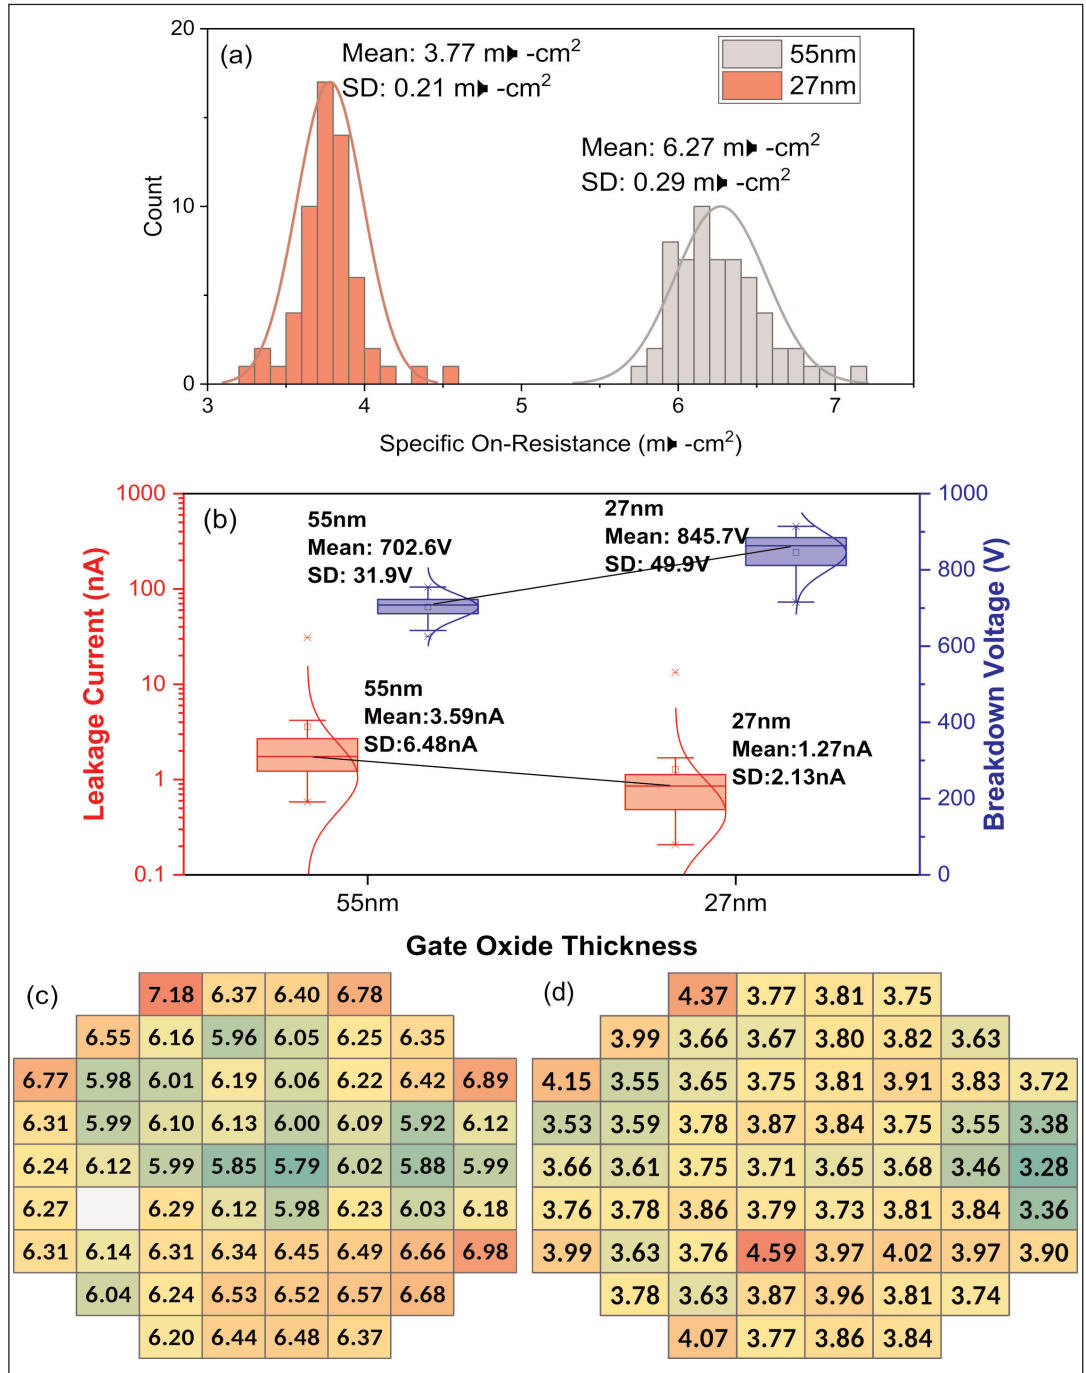 20
(a)
Mean: 3.77 m▶-cm²
SD: 0.21 m▶-cm²
55nm
27nm
Mean: 6.27 m▶-cm²
SD: 0.29 m▶-cm²
Count
10
0
3 4 5 6 7
Specific On-Resistance (m▶-cm²)
1000
100
10
1
0.1
Leakage Current (nA)
(b)
55nm
Mean: 702.6V
SD: 31.9V
27nm
Mean: 845.7V
SD: 49.9V
55nm
Mean:3.59nA
SD:6.48nA
27nm
Mean:1.27nA
SD:2.13nA
1000
800
600
400
200
0
Breakdown Voltage (V)
55nm 27nm
Gate Oxide Thickness
(c)
7.18 6.37 6.40 6.78
6.55 6.16 5.96 6.05 6.25 6.35
6.77 5.98 6.01 6.19 6.06 6.22 6.42 6.89
6.31 5.99 6.10 6.13 6.00 6.09 5.92 6.12
6.24 6.12 5.99 5.85 5.79 6.02 5.88 5.99
6.27 6.29 6.12 5.98 6.23 6.03 6.18
6.31 6.14 6.31 6.34 6.45 6.49 6.66 6.98
6.04 6.24 6.53 6.52 6.57 6.68
6.20 6.44 6.48 6.37
(d)
4.37 3.77 3.81 3.75
3.99 3.66 3.67 3.80 3.82 3.63
4.15 3.55 3.65 3.75 3.81 3.91 3.83 3.72
3.53 3.59 3.78 3.87 3.84 3.75 3.55 3.38
3.66 3.61 3.75 3.71 3.65 3.68 3.46 3.28
3.76 3.78 3.86 3.79 3.73 3.81 3.84 3.36
3.99 3.63 3.76 4.59 3.97 4.02 3.97 3.90
3.78 3.63 3.87 3.96 3.81 3.74
4.07 3.77 3.86 3.84